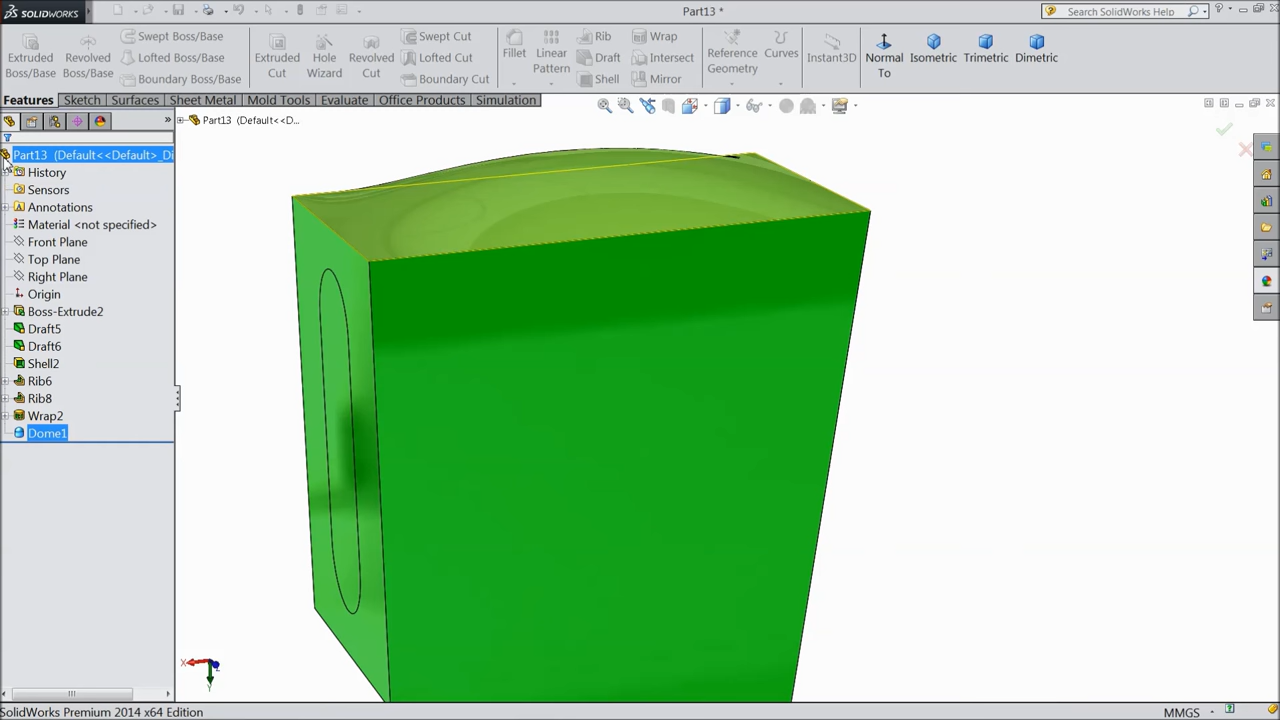 SOLIDWORKS
Part13 *
Search SolidWorks Help
Extruded Boss/Base
Revolved Boss/Base
Swept Boss/Base
Lofted Boss/Base
Boundary Boss/Base
Extruded Cut
Hole Wizard
Revolved Cut
Swept Cut
Lofted Cut
Boundary Cut
Fillet
Linear Pattern
Rib
Draft
Shell
Wrap
Intersect
Mirror
Reference Geometry
Curves
Instant3D
Normal To
Isometric
Trimetric
Dimetric
Features Sketch Surfaces Sheet Metal Mold Tools Evaluate Office Products Simulation
Part13 (Default<<D...
Part13 (Default<<Default>_Di
History
Sensors
Annotations
Material <not specified>
Front Plane
Top Plane
Right Plane
Origin
Boss-Extrude2
Draft5
Draft6
Shell2
Rib6
Rib8
Wrap2
Dome1
X
Y
Z
SolidWorks Premium 2014 x64 Edition
MMGS